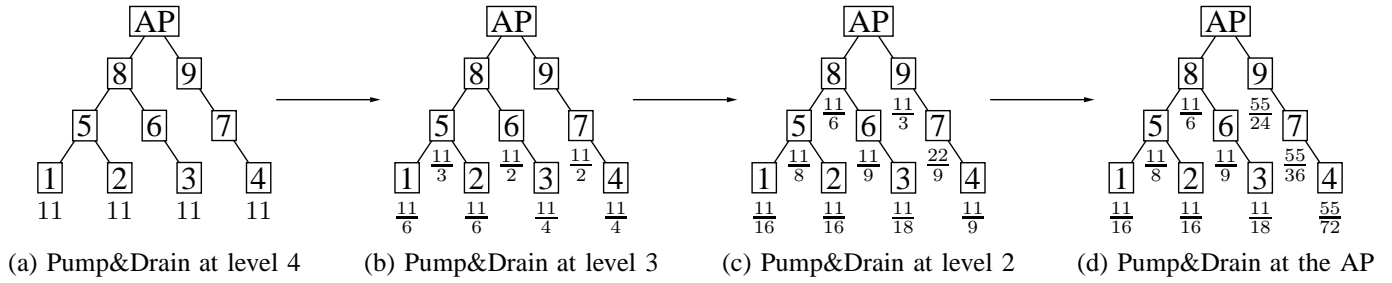 AP AP AP AP
8 9 8 9 8 9 8 9
11/6 11/3 11/6 55/24
5 6 7 5 6 7 5 6 7 5 6 7
11/3 11/2 11/2 11/8 11/9 22/9 11/8 11/9 55/36
1 2 3 4 1 2 3 4 1 2 3 4 1 2 3 4
11 11 11 11 11/6 11/6 11/4 11/4 11/16 11/16 11/18 11/9 11/16 11/16 11/18 55/72
(a) Pump&Drain at level 4 (b) Pump&Drain at level 3 (c) Pump&Drain at level 2 (d) Pump&Drain at the AP